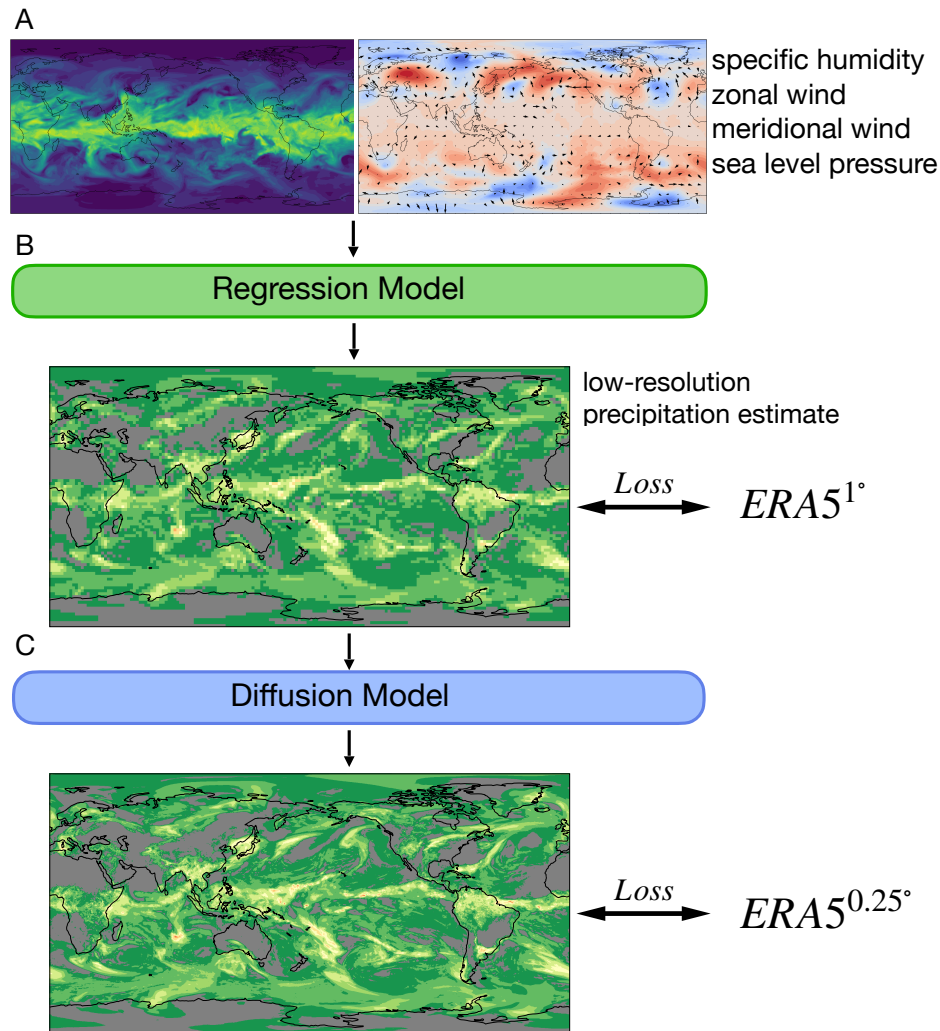 A
specific humidity
zonal wind
meridional wind
sea level pressure
B
Regression Model
low-resolution
precipitation estimate
Loss
ERA5^1°
C
Diffusion Model
Loss
ERA5^0.25°